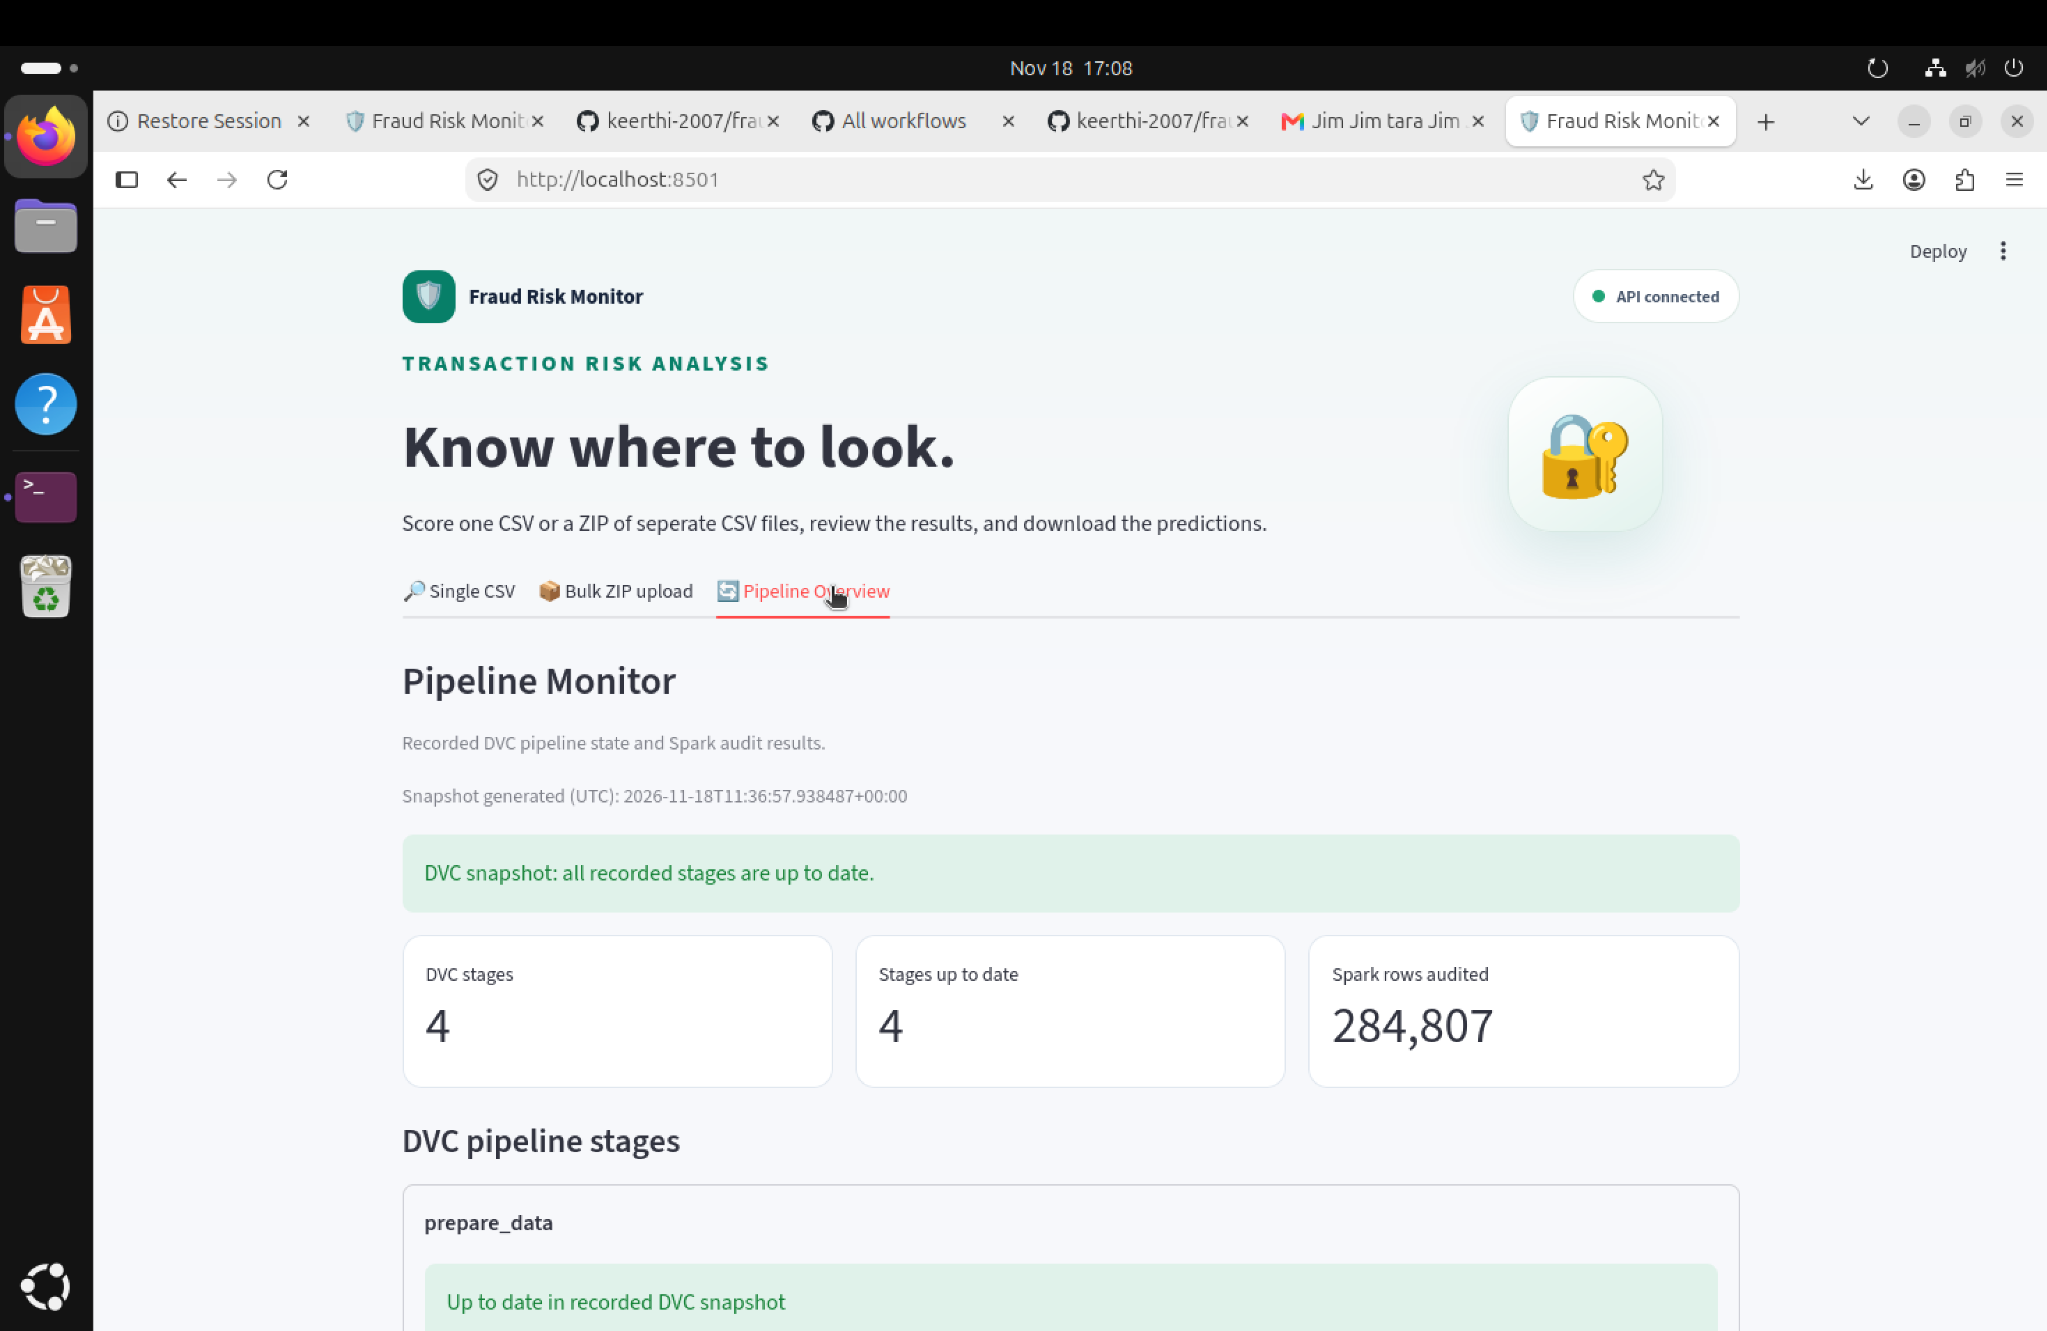 Nov 18 17:08
Restore Session
Fraud Risk Monit
keerthi-2007/frau
All workflows
keerthi-2007/frau
Jim Jim tara Jim
Fraud Risk Monit
http://localhost:8501
Deploy
Fraud Risk Monitor
API connected
TRANSACTION RISK ANALYSIS
Know where to look.
Score one CSV or a ZIP of seperate CSV files, review the results, and download the predictions.
Single CSV
Bulk ZIP upload
Pipeline Overview
Pipeline Monitor
Recorded DVC pipeline state and Spark audit results.
Snapshot generated (UTC): 2026-11-18T11:36:57.938487+00:00
DVC snapshot: all recorded stages are up to date.
DVC stages
4
Stages up to date
4
Spark rows audited
284,807
DVC pipeline stages
prepare_data
Up to date in recorded DVC snapshot